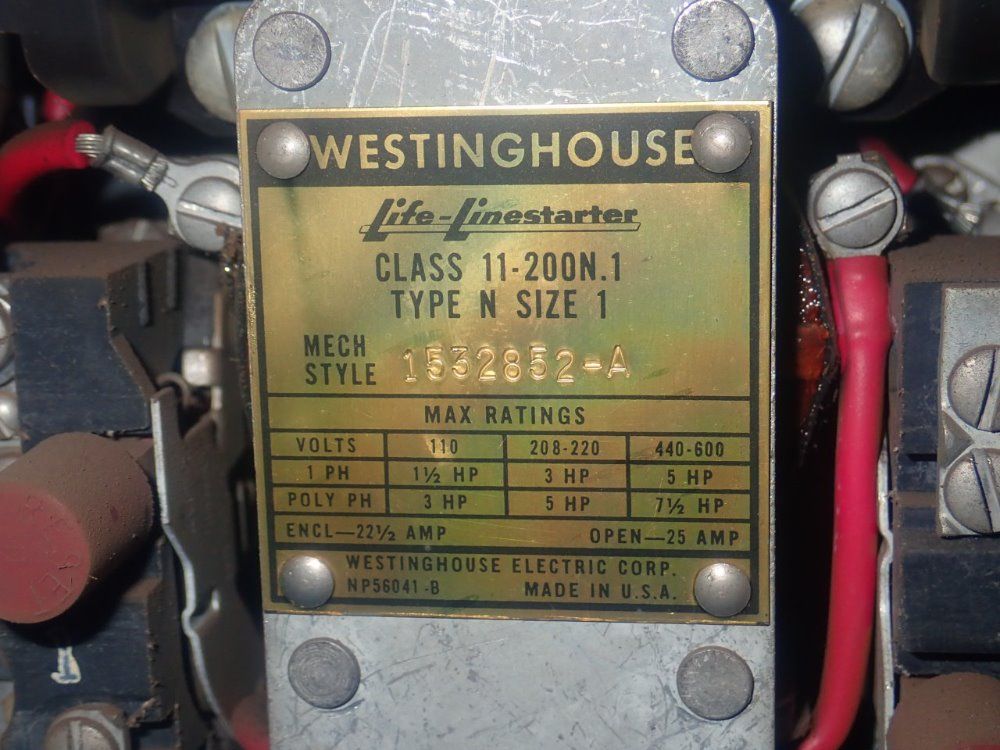 WESTINGHOUSE
Life-Linestarter
CLASS 11-200N.1
TYPE N SIZE 1
MECH STYLE 1532852-A
MAX RATINGS
VOLTS 110 208-220 440-600
1 PH 1½ HP 3 HP 5 HP
POLY PH 3 HP 5 HP 7½ HP
ENCL—22½ AMP OPEN—25 AMP
WESTINGHOUSE ELECTRIC CORP.
NP56041-B MADE IN U.S.A.